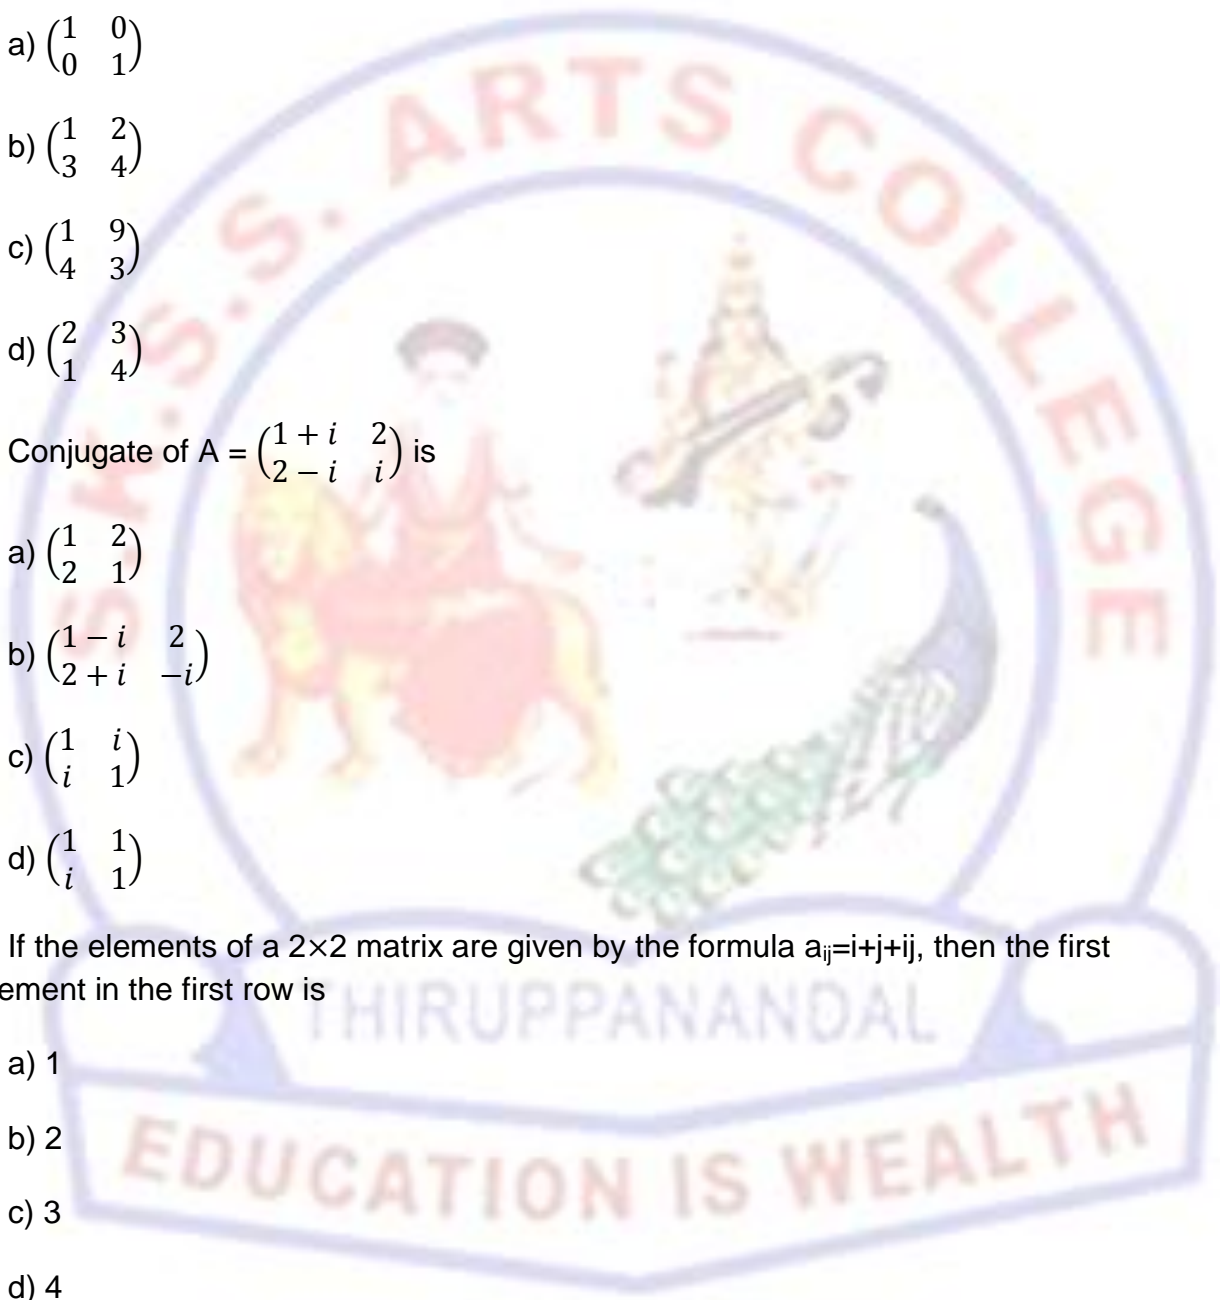 a) (1 0
0 1)
b) (1 2
3 4)
c) (1 9
4 3)
d) (2 3
1 4)
Conjugate of A = (1 + i 2
2 − i i) is
a) (1 2
2 1)
b) (1 − i 2
2 + i −i)
c) (1 i
i 1)
d) (1 1
i 1)
If the elements of a 2×2 matrix are given by the formula aij=i+j+ij, then the first
ement in the first row is
a) 1
b) 2
c) 3
d) 4
S.K.S.S. ARTS COLLEGE
THIRUPPANANDAL
EDUCATION IS WEALTH